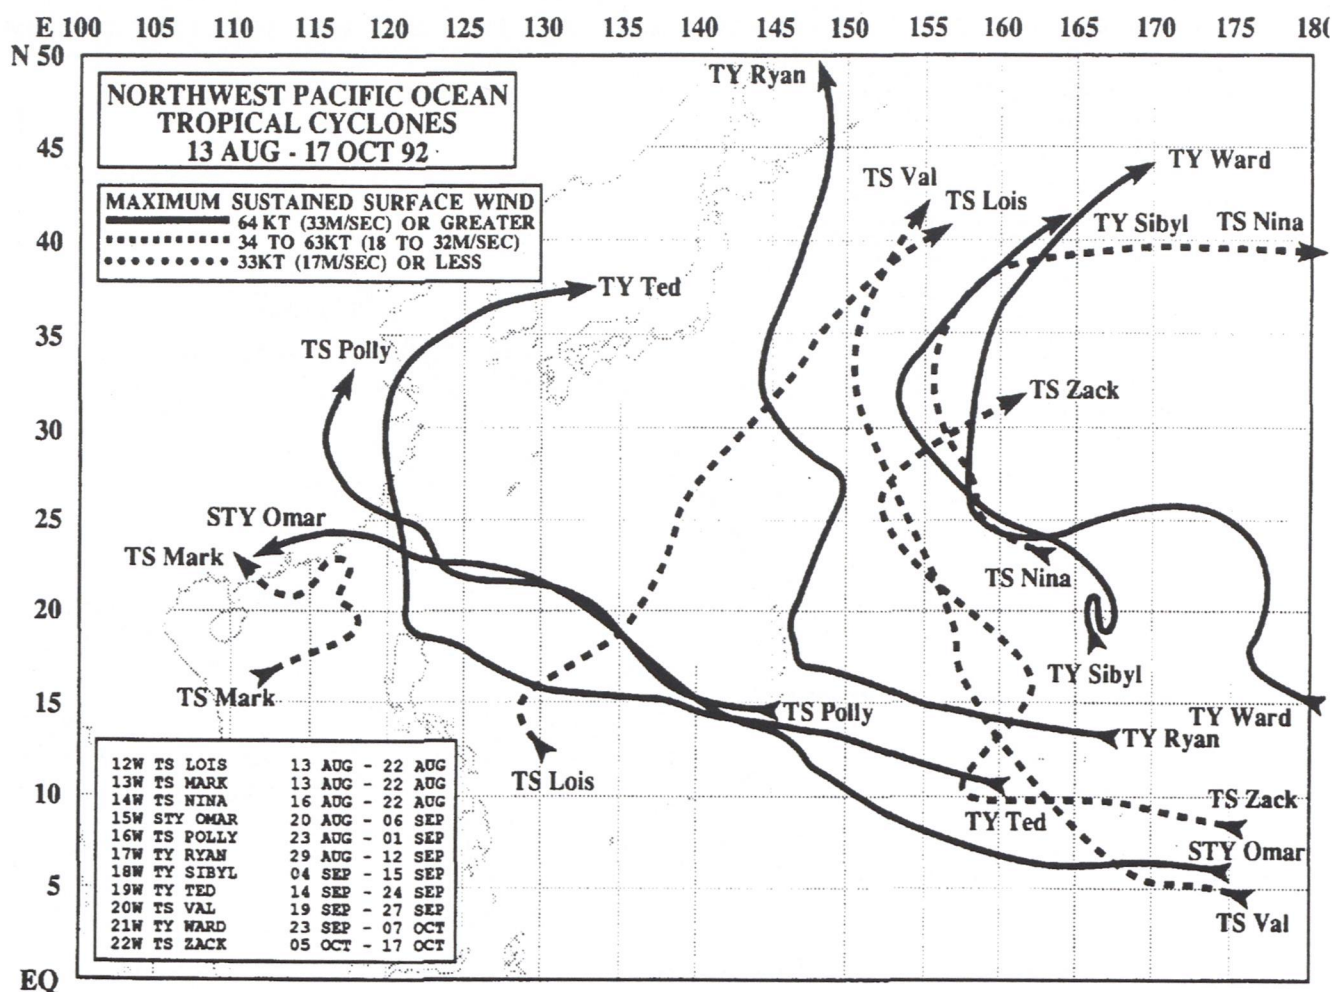 E 100 105 110 115 120 125 130 135 140 145 150 155 160 165 170 175 180
N 50
TY Ryan
NORTHWEST PACIFIC OCEAN
TROPICAL CYCLONES
13 AUG - 17 OCT 92
45
TS Val
TY Ward
MAXIMUM SUSTAINED SURFACE WIND
64 KT (33M/SEC) OR GREATER
34 TO 63KT (18 TO 32M/SEC)
33KT (17M/SEC) OR LESS
TS Lois
TY Sibyl
TS Nina
40
TY Ted
35
TS Polly
TS Zack
30
STY Omar
25
TS Mark
TS Nina
20
TS Mark
TY Sibyl
15
TS Polly
TY Ward
TY Ryan
TS Lois
12W TS LOIS 13 AUG - 22 AUG
13W TS MARK 13 AUG - 22 AUG
14W TS NINA 16 AUG - 22 AUG
15W STY OMAR 20 AUG - 06 SEP
16W TS POLLY 23 AUG - 01 SEP
17W TY RYAN 29 AUG - 12 SEP
18W TY SIBYL 04 SEP - 15 SEP
19W TY TED 14 SEP - 24 SEP
20W TS VAL 19 SEP - 27 SEP
21W TY WARD 23 SEP - 07 OCT
22W TS ZACK 05 OCT - 17 OCT
10
TY Ted
TS Zack
STY Omar
5
TS Val
EQ